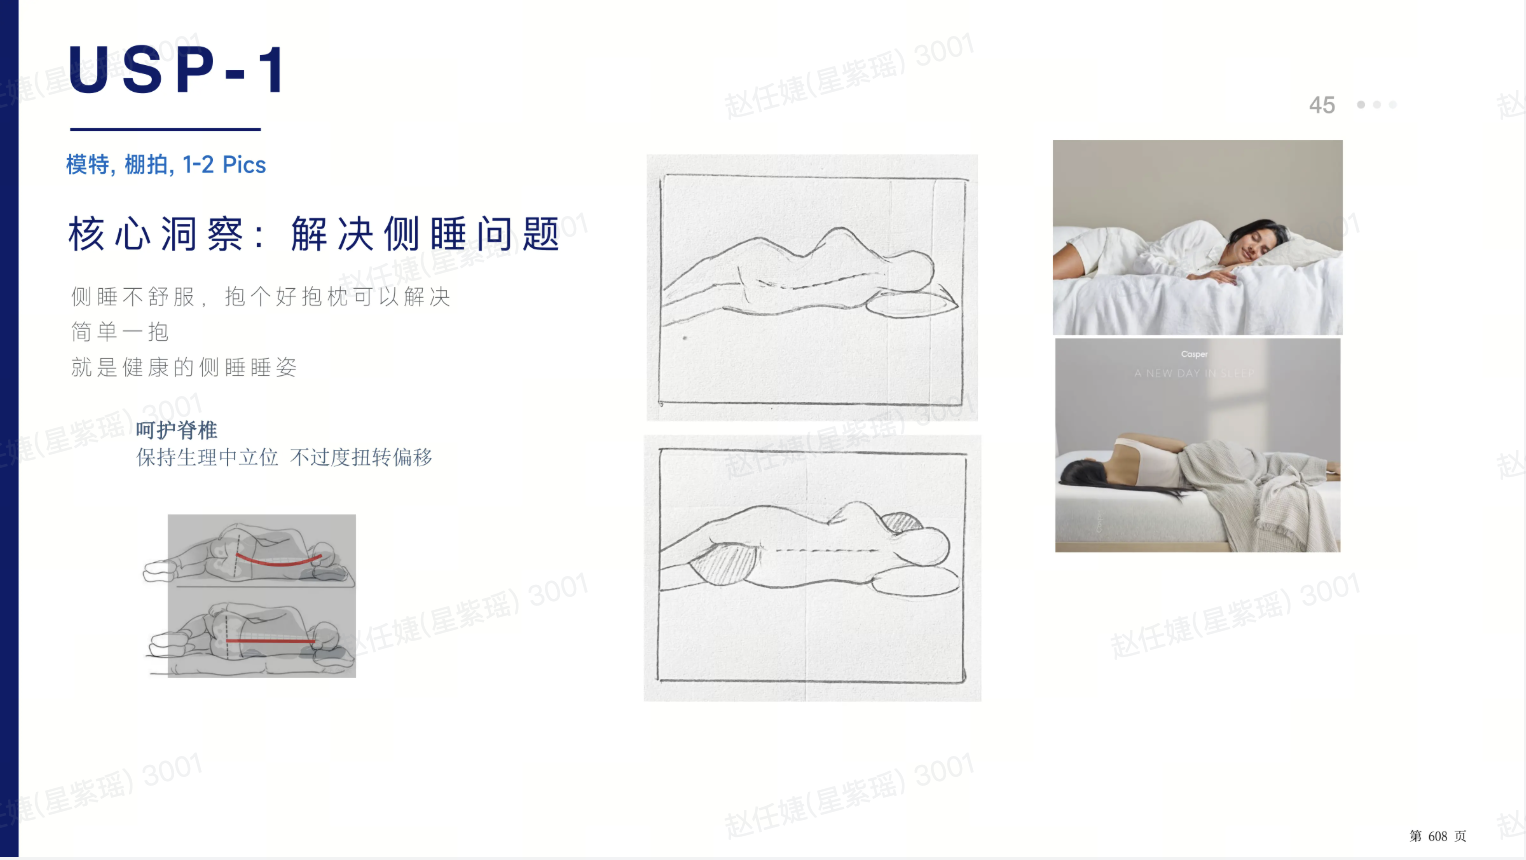 USP-1
45
模特, 棚拍, 1-2 Pics
核心洞察：解决侧睡问题
侧睡不舒服，抱个好抱枕可以解决
简单一抱
就是健康的侧睡睡姿
呵护脊椎
保持生理中立位 不过度扭转偏移
Casper
A NEW DAY IN SLEEP
第 608 页
赵任婕(星紫瑶) 3001